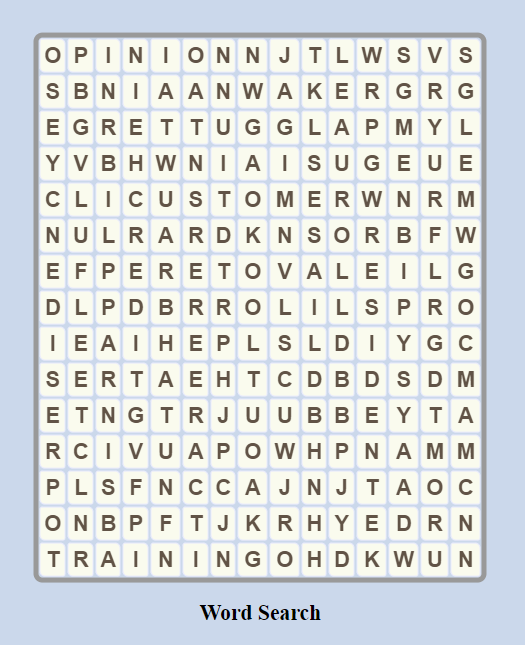 O P I N I O N N J T L W S V S
S B N I A A N W A K E R G R G
E G R E T T U G G L A P M Y L
Y V B H W N I A I S U G E U E
C L I C U S T O M E R W N R M
N U L R A R D K N S O R B F W
E F P E R E T O V A L E I L G
D L P D B R R O L I L S P R O
I E A I H E P L S L D I Y G C
S E R T A E H T C D B D S D M
E T N G T R J U U B B E Y T A
R C I V U A P O W H P N A M M
P L S F N C C A J N J T A O C
O N B P F T J K R H Y E D R N
T R A I N I N G O H D K W U N
Word Search